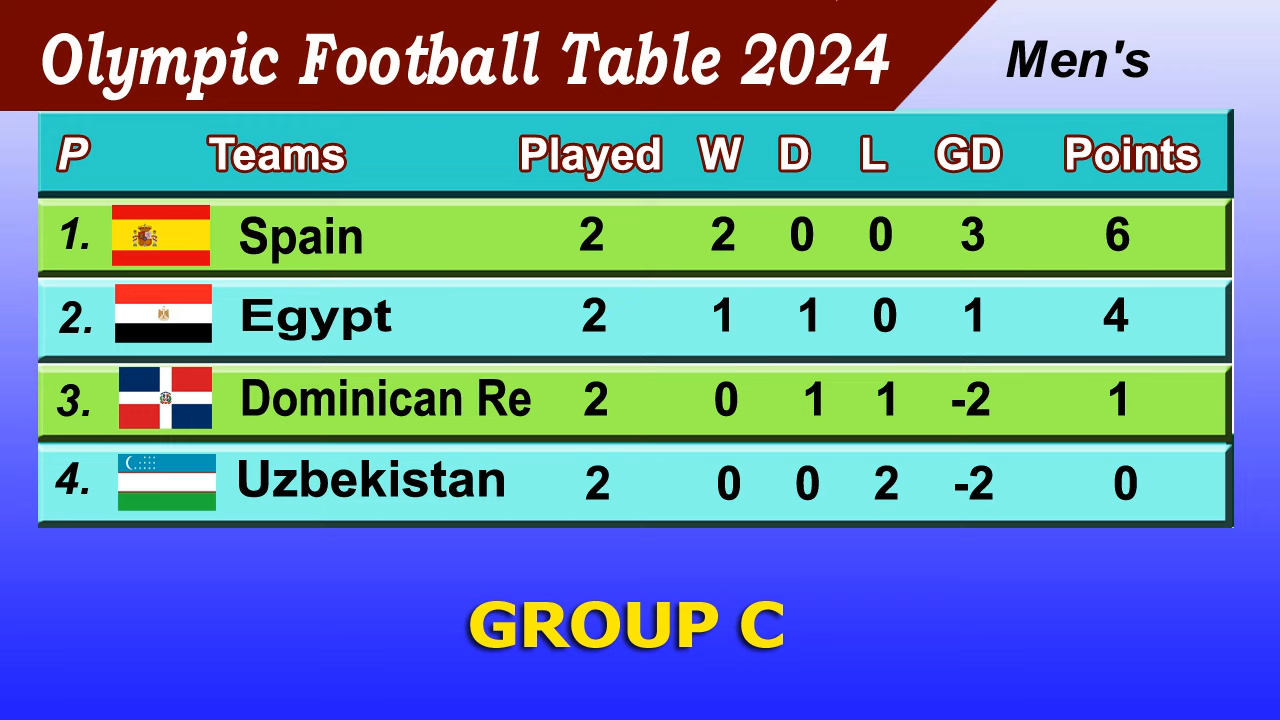 Olympic Football Table 2024 Men's
P Teams Played W D L GD Points
1. Spain 2 2 0 0 3 6
2. Egypt 2 1 1 0 1 4
3. Dominican Re 2 0 1 1 -2 1
4. Uzbekistan 2 0 0 2 -2 0
GROUP C